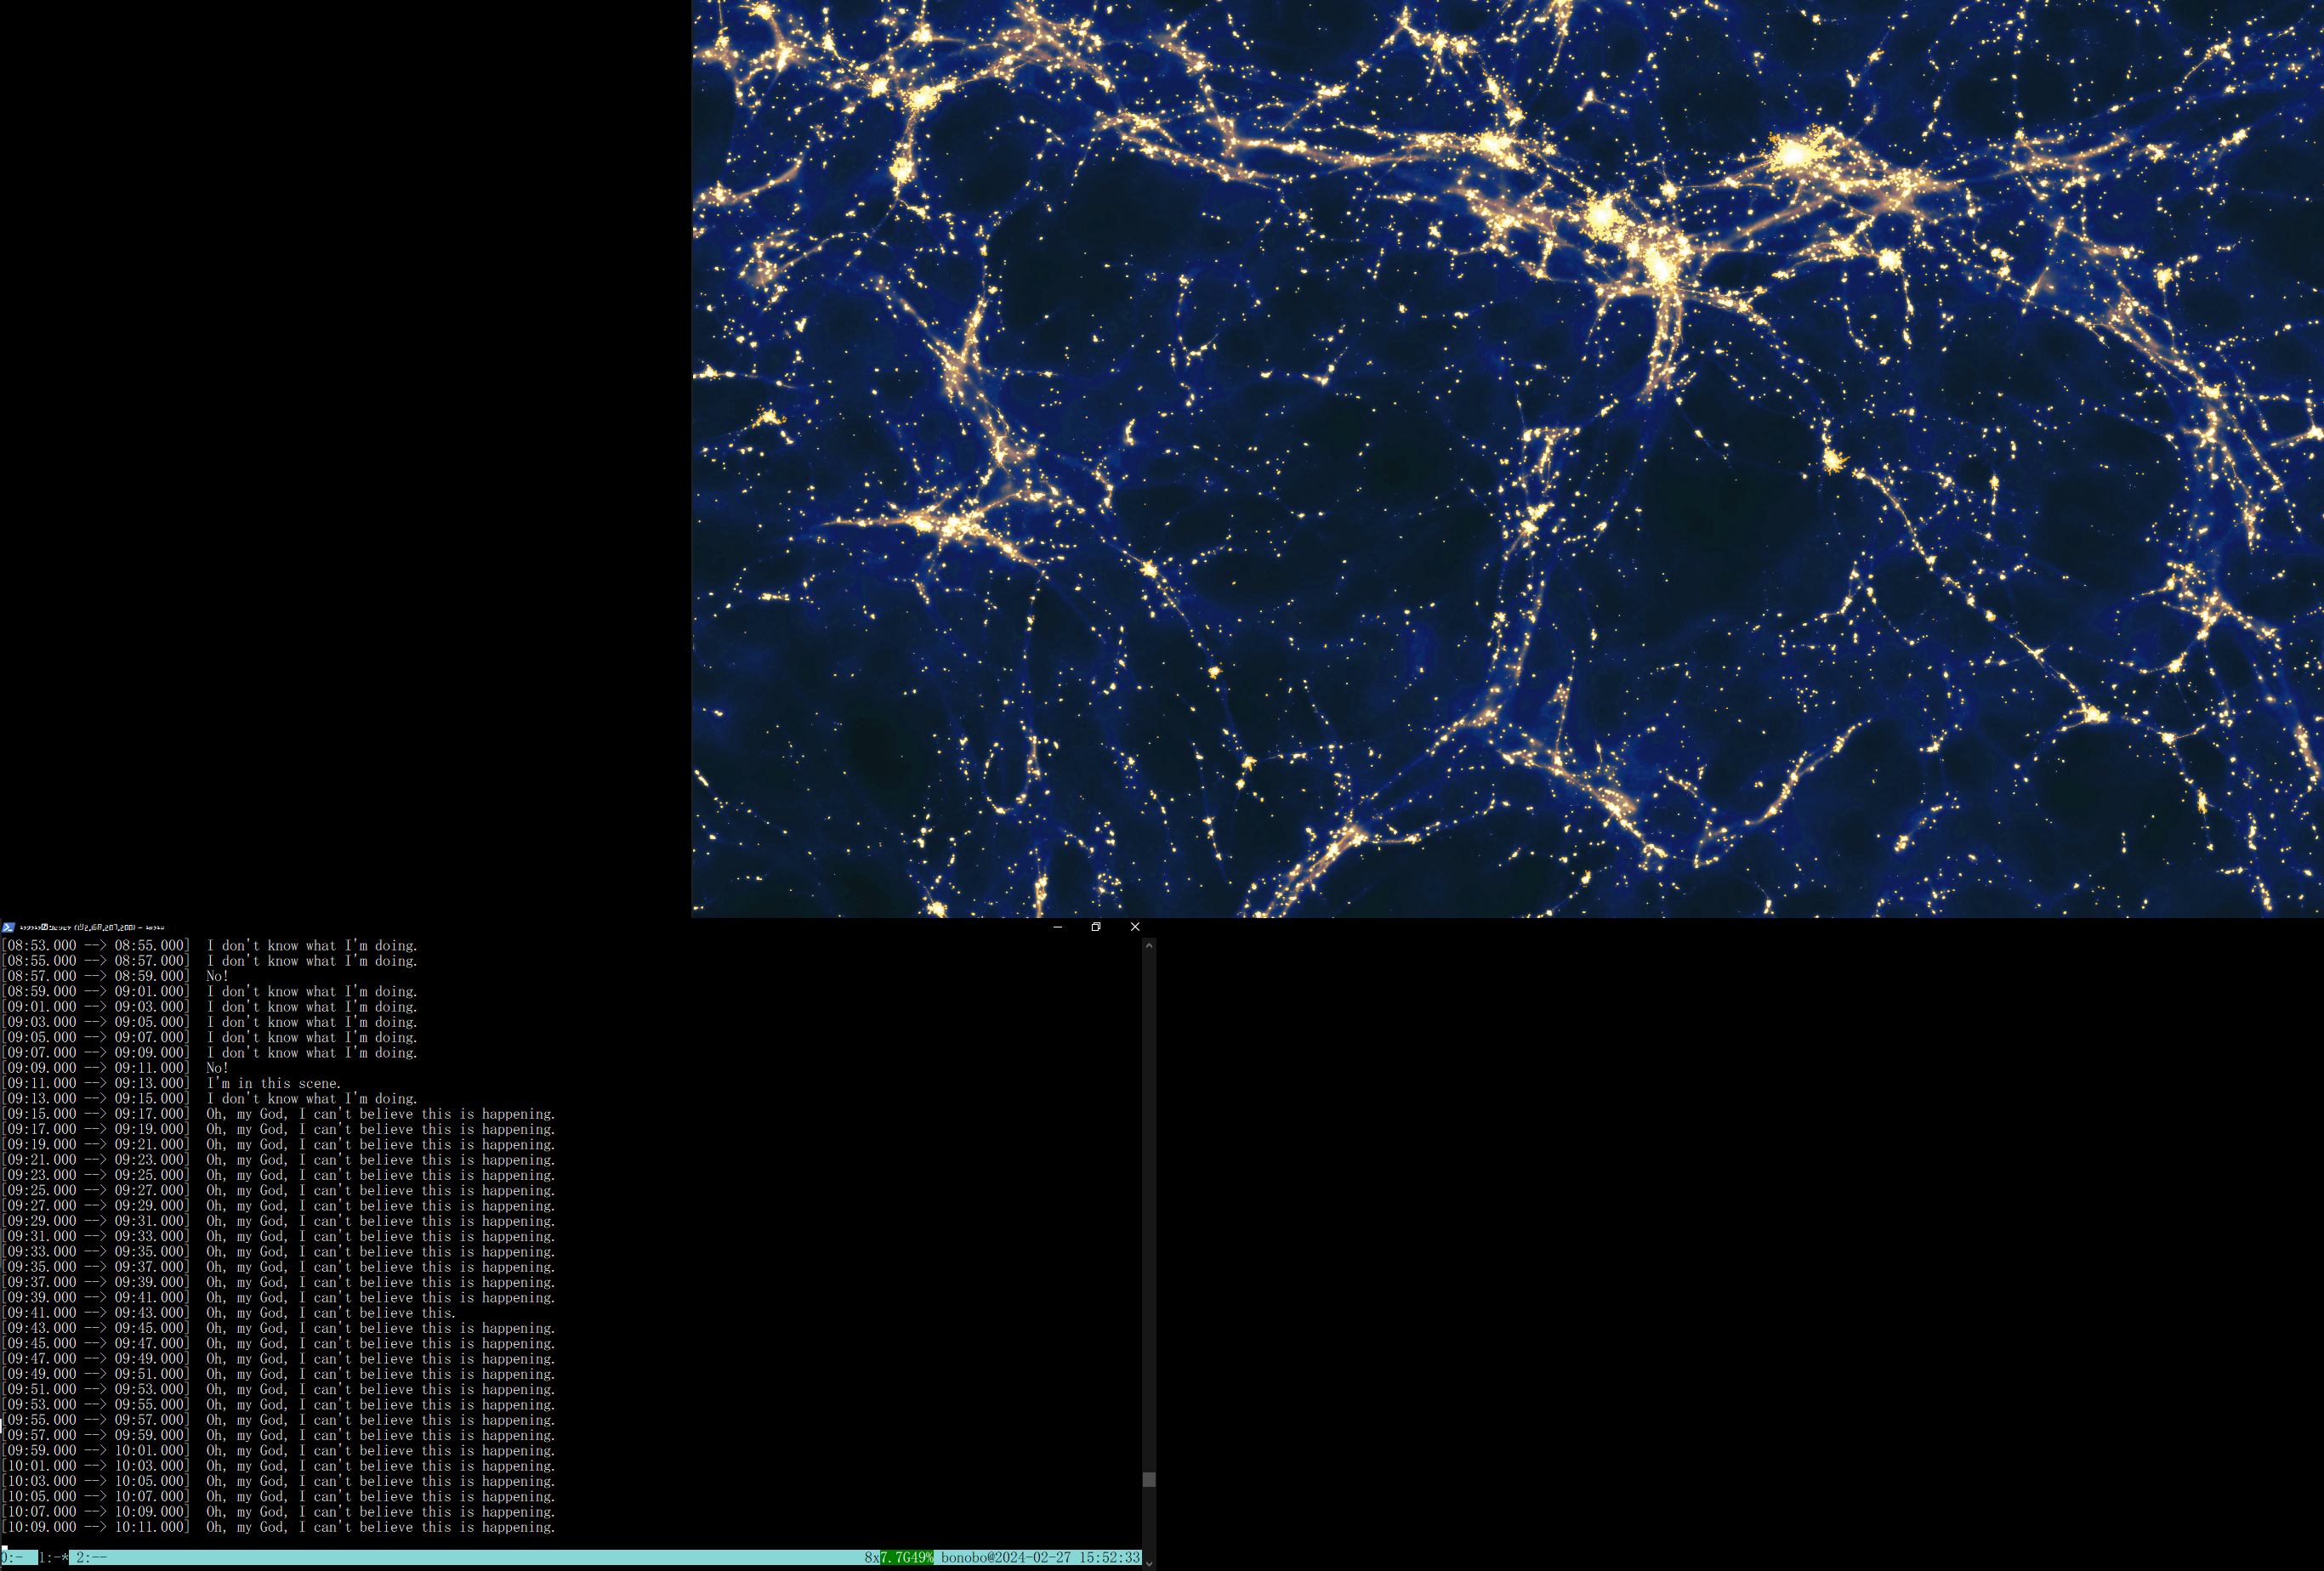 [08:53.000 --> 08:55.000]  I don't know what I'm doing.
[08:55.000 --> 08:57.000]  I don't know what I'm doing.
[08:57.000 --> 08:59.000]  No!
[08:59.000 --> 09:01.000]  I don't know what I'm doing.
[09:01.000 --> 09:03.000]  I don't know what I'm doing.
[09:03.000 --> 09:05.000]  I don't know what I'm doing.
[09:05.000 --> 09:07.000]  I don't know what I'm doing.
[09:07.000 --> 09:09.000]  I don't know what I'm doing.
[09:09.000 --> 09:11.000]  No!
[09:11.000 --> 09:13.000]  I'm in this scene.
[09:13.000 --> 09:15.000]  I don't know what I'm doing.
[09:15.000 --> 09:17.000]  Oh, my God, I can't believe this is happening.
[09:17.000 --> 09:19.000]  Oh, my God, I can't believe this is happening.
[09:19.000 --> 09:21.000]  Oh, my God, I can't believe this is happening.
[09:21.000 --> 09:23.000]  Oh, my God, I can't believe this is happening.
[09:23.000 --> 09:25.000]  Oh, my God, I can't believe this is happening.
[09:25.000 --> 09:27.000]  Oh, my God, I can't believe this is happening.
[09:27.000 --> 09:29.000]  Oh, my God, I can't believe this is happening.
[09:29.000 --> 09:31.000]  Oh, my God, I can't believe this is happening.
[09:31.000 --> 09:33.000]  Oh, my God, I can't believe this is happening.
[09:33.000 --> 09:35.000]  Oh, my God, I can't believe this is happening.
[09:35.000 --> 09:37.000]  Oh, my God, I can't believe this is happening.
[09:37.000 --> 09:39.000]  Oh, my God, I can't believe this is happening.
[09:39.000 --> 09:41.000]  Oh, my God, I can't believe this is happening.
[09:41.000 --> 09:43.000]  Oh, my God, I can't believe this.
[09:43.000 --> 09:45.000]  Oh, my God, I can't believe this is happening.
[09:45.000 --> 09:47.000]  Oh, my God, I can't believe this is happening.
[09:47.000 --> 09:49.000]  Oh, my God, I can't believe this is happening.
[09:49.000 --> 09:51.000]  Oh, my God, I can't believe this is happening.
[09:51.000 --> 09:53.000]  Oh, my God, I can't believe this is happening.
[09:53.000 --> 09:55.000]  Oh, my God, I can't believe this is happening.
[09:55.000 --> 09:57.000]  Oh, my God, I can't believe this is happening.
[09:57.000 --> 09:59.000]  Oh, my God, I can't believe this is happening.
[09:59.000 --> 10:01.000]  Oh, my God, I can't believe this is happening.
[10:01.000 --> 10:03.000]  Oh, my God, I can't believe this is happening.
[10:03.000 --> 10:05.000]  Oh, my God, I can't believe this is happening.
[10:05.000 --> 10:07.000]  Oh, my God, I can't believe this is happening.
[10:07.000 --> 10:09.000]  Oh, my God, I can't believe this is happening.
[10:09.000 --> 10:11.000]  Oh, my God, I can't believe this is happening.
0:-  1:-* 2:-- 8x7.7G49% bonobo@2024-02-27 15:52:33